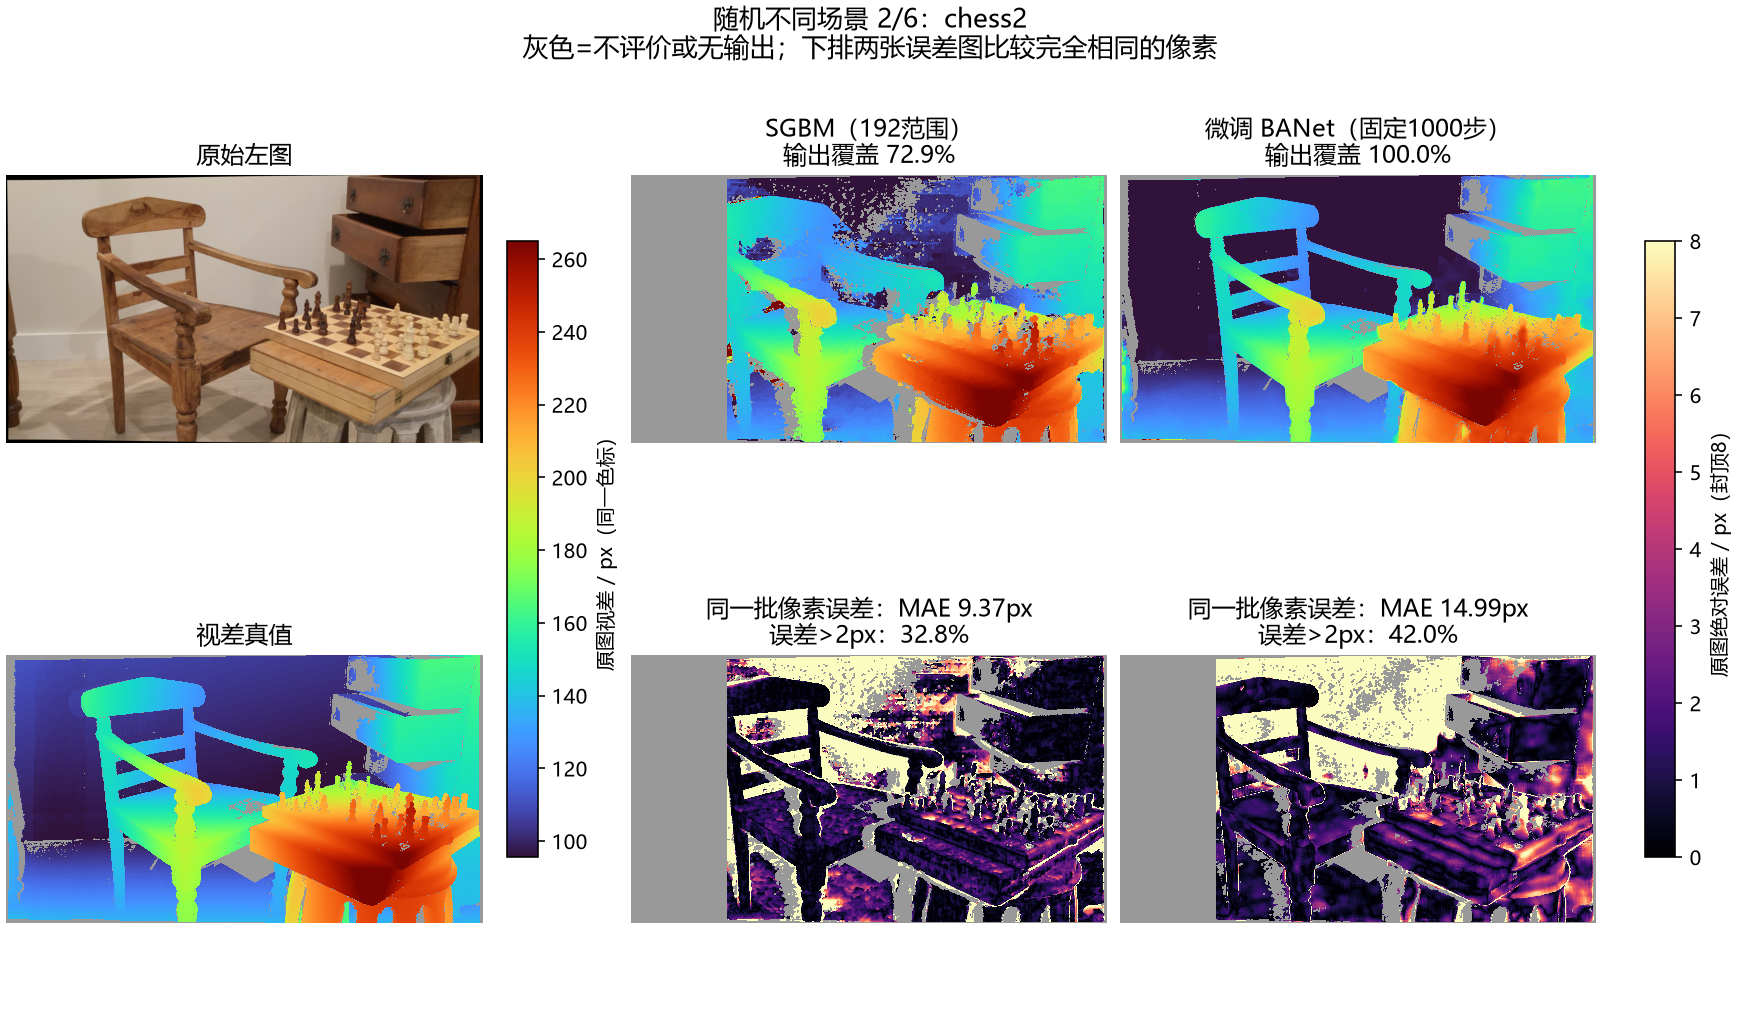 随机不同场景 2/6：chess2
灰色=不评价或无输出；下排两张误差图比较完全相同的像素
原始左图
SGBM（192范围）
输出覆盖 72.9%
微调 BANet（固定1000步）
输出覆盖 100.0%
260
240
220
200
180
160
140
120
100
原图视差 / px（同一色标）
8
7
6
5
4
3
2
1
0
原图绝对误差 / px（封顶8）
视差真值
同一批像素误差：MAE 9.37px
误差>2px：32.8%
同一批像素误差：MAE 14.99px
误差>2px：42.0%